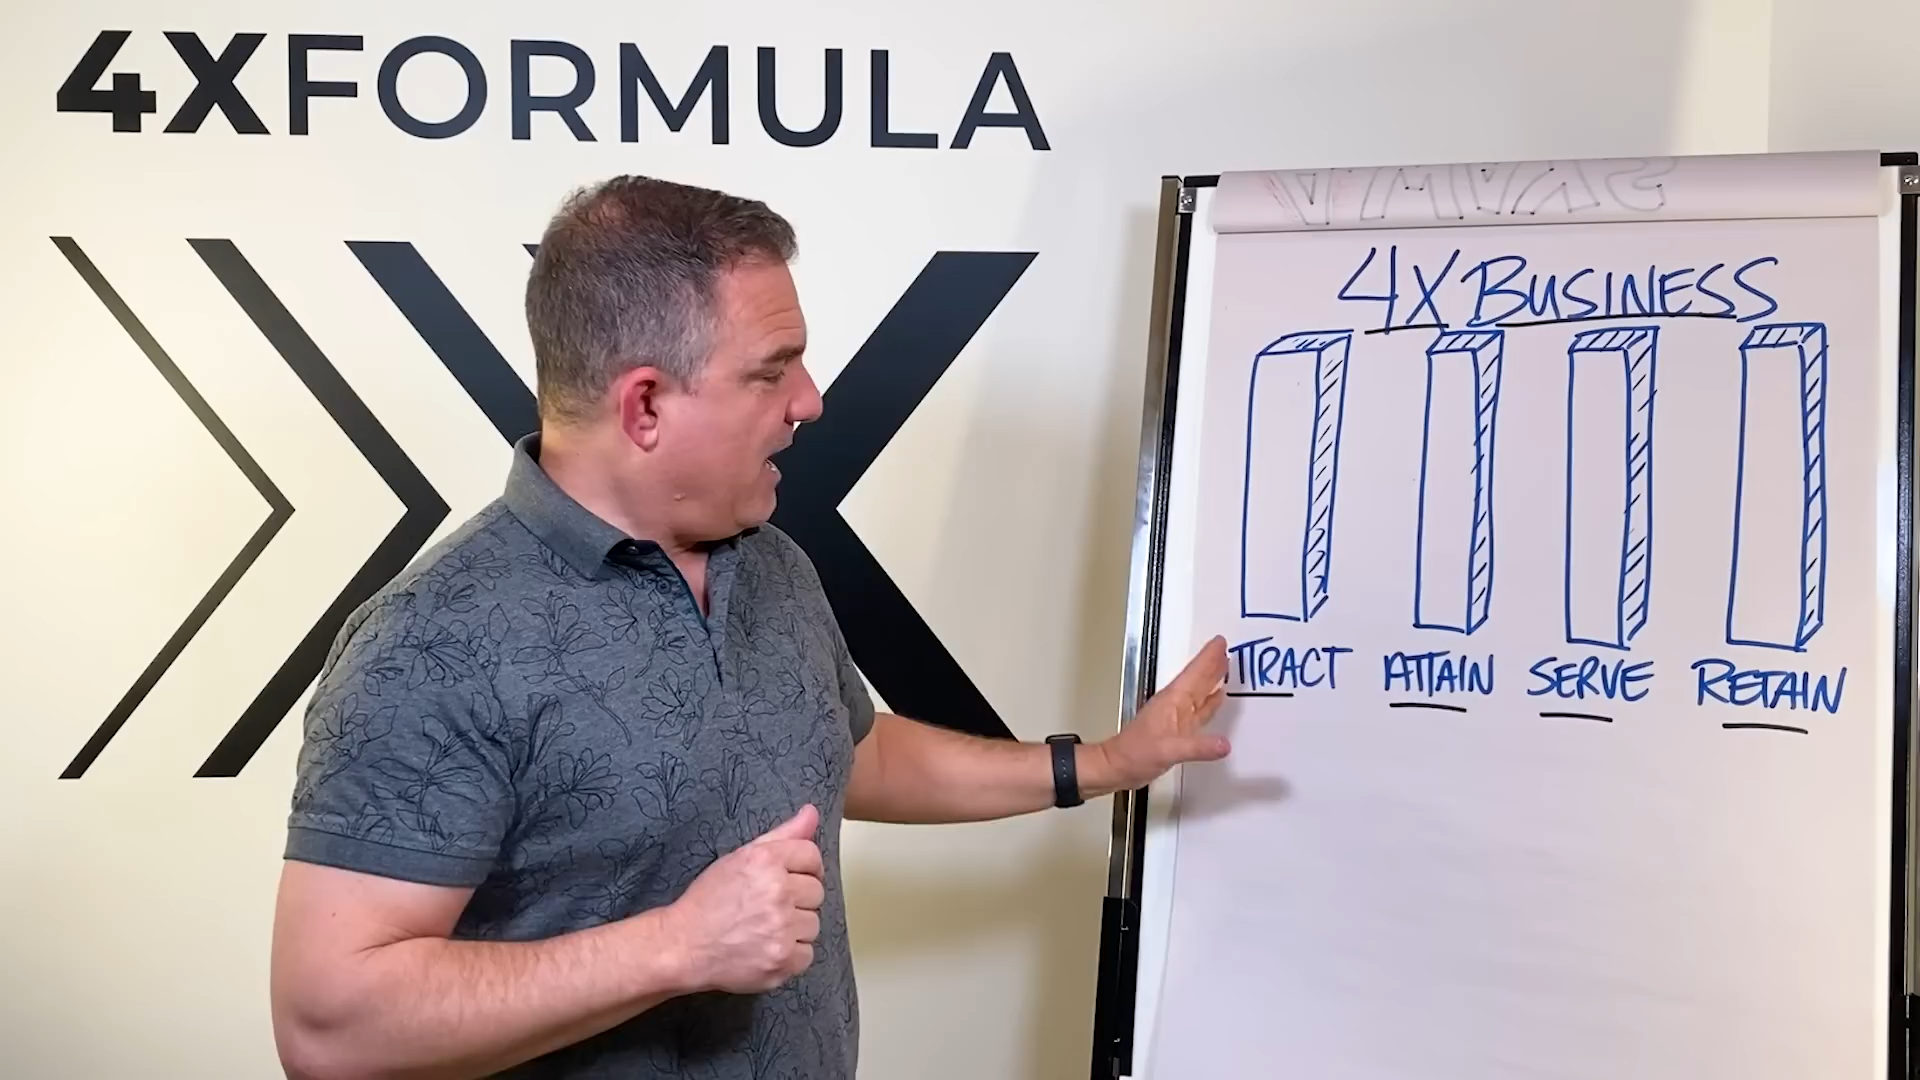 4XFORMULA
4X BUSINESS
TTRACT ATTAIN SERVE RETAIN